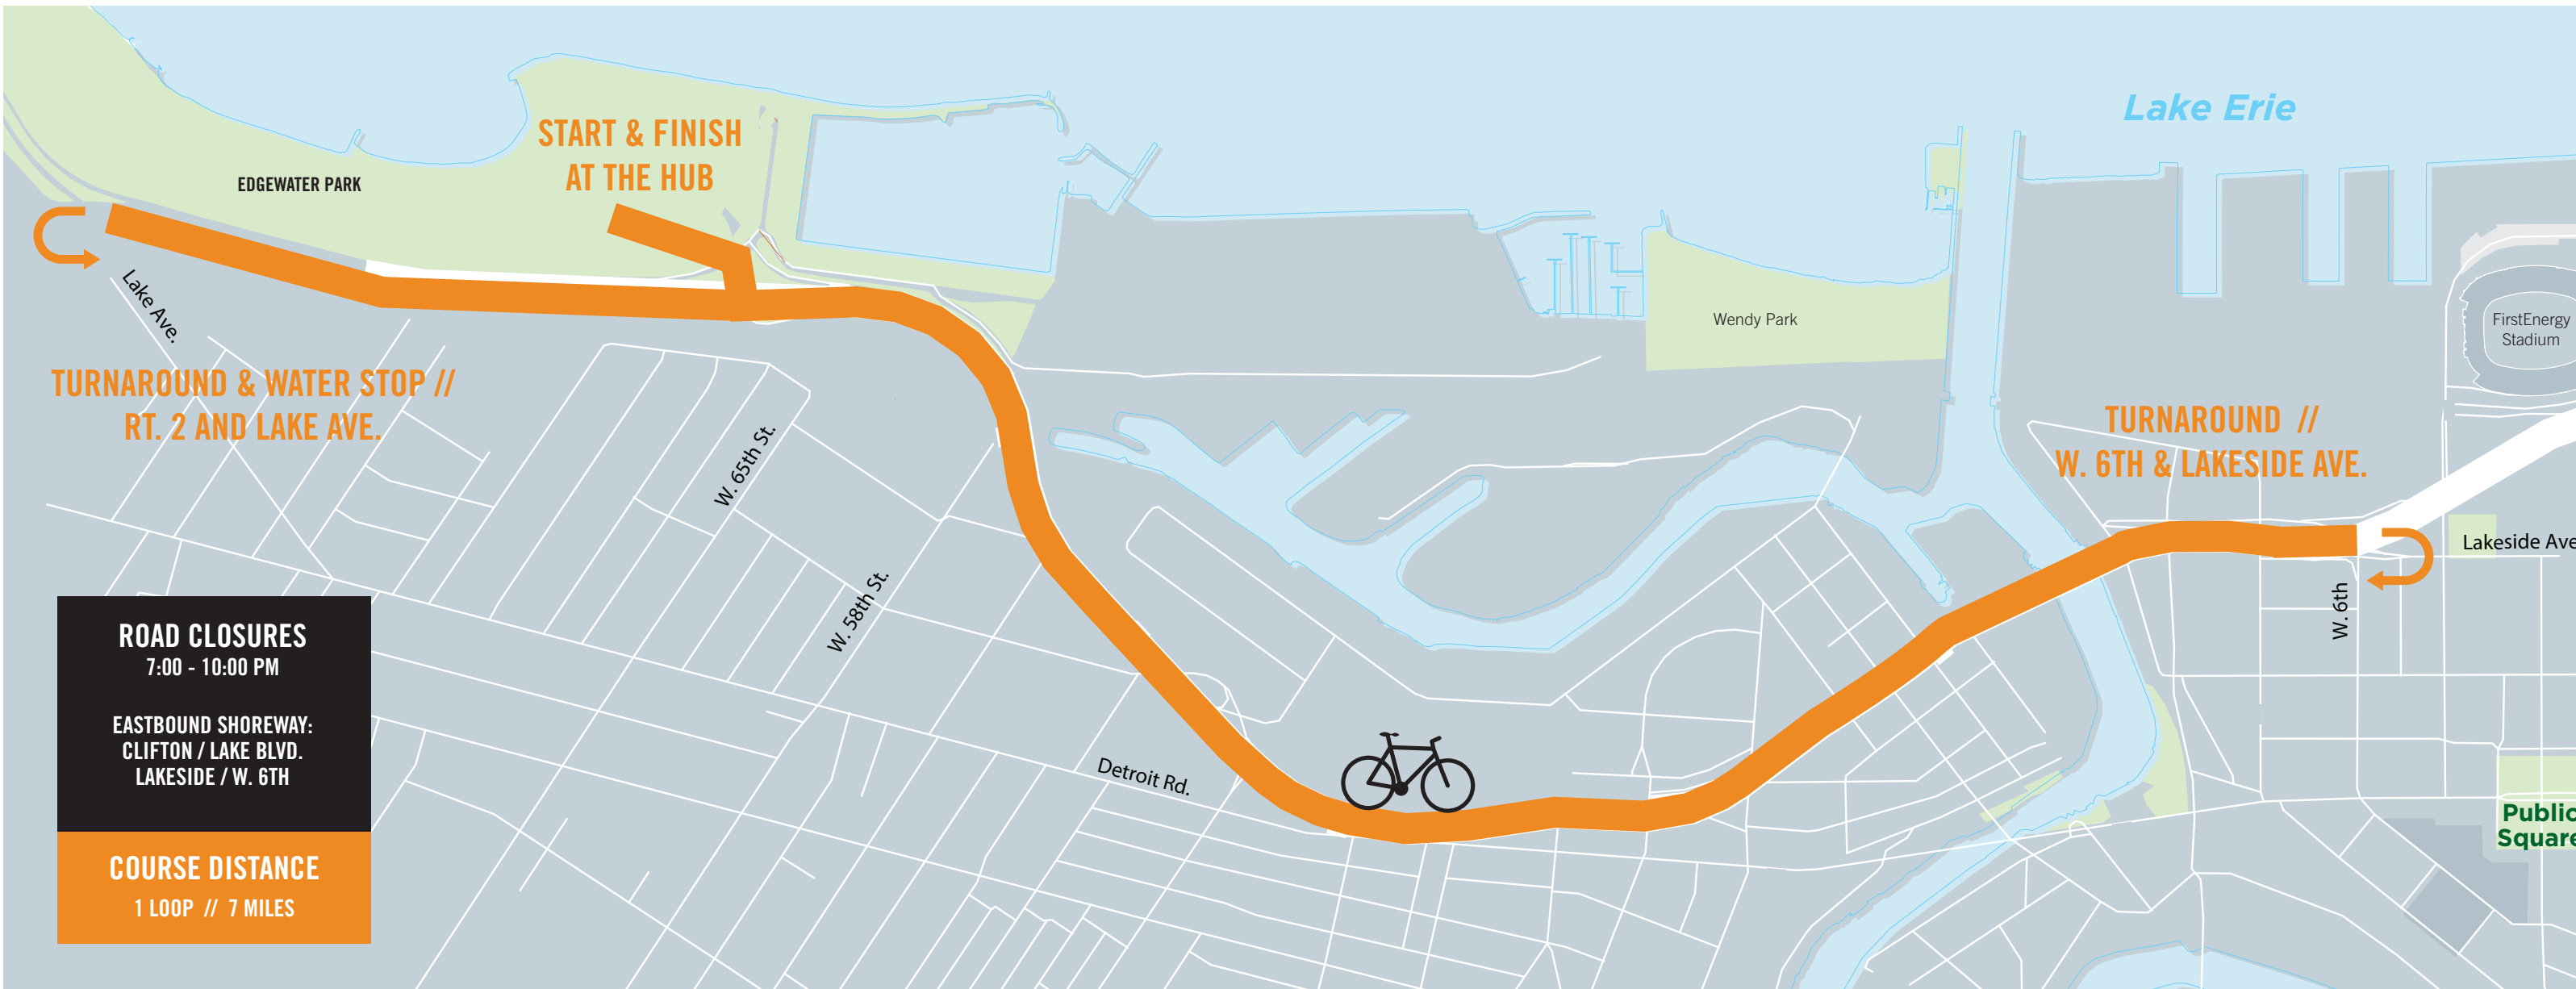 Lake Erie
START & FINISH
AT THE HUB
EDGEWATER PARK
Lake Ave.
Wendy Park
FirstEnergy
Stadium
TURNAROUND & WATER STOP //
RT. 2 AND LAKE AVE.
TURNAROUND //
W. 6TH & LAKESIDE AVE.
W. 65th St.
W. 58th St.
Lakeside Ave
W. 6th
Detroit Rd.
Public
Square
ROAD CLOSURES
7:00 - 10:00 PM
EASTBOUND SHOREWAY:
CLIFTON / LAKE BLVD.
LAKESIDE / W. 6TH
COURSE DISTANCE
1 LOOP // 7 MILES